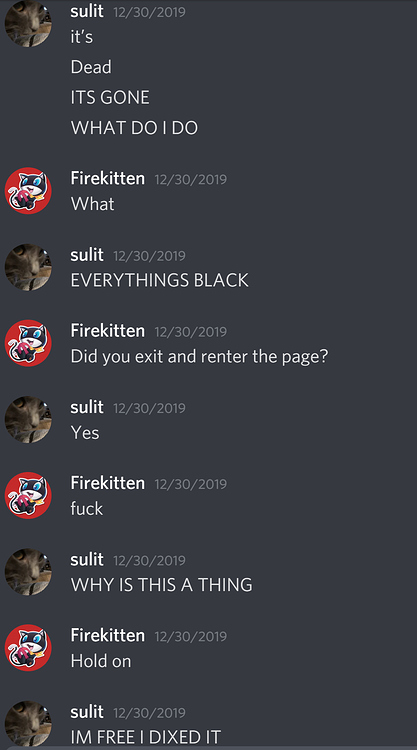 sulit 12/30/2019
it's
Dead
ITS GONE
WHAT DO I DO
Firekitten 12/30/2019
What
sulit 12/30/2019
EVERYTHINGS BLACK
Firekitten 12/30/2019
Did you exit and renter the page?
sulit 12/30/2019
Yes
Firekitten 12/30/2019
fuck
sulit 12/30/2019
WHY IS THIS A THING
Firekitten 12/30/2019
Hold on
sulit 12/30/2019
IM FREE I DIXED IT